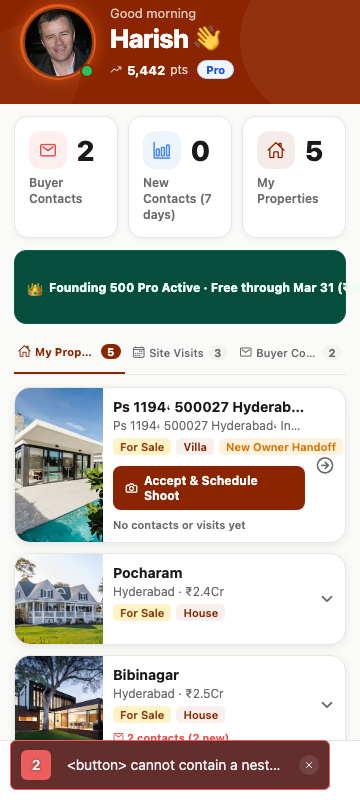 Good morning
Harish 👋
5,442 pts Pro
2
Buyer
Contacts
0
New
Contacts (7
days)
5
My
Properties
👑 Founding 500 Pro Active · Free through Mar 31 (₹
My Prop... 5
Site Visits 3
Buyer Co... 2
Ps 1194، 500027 Hyderab...
Ps 1194، 500027 Hyderabad، In...
For Sale Villa New Owner Handoff
Accept & Schedule
Shoot
No contacts or visits yet
Pocharam
Hyderabad · ₹2.4Cr
For Sale House
Bibinagar
Hyderabad · ₹2.5Cr
For Sale House
2 contacts (2 new)
2 <button> cannot contain a nest...